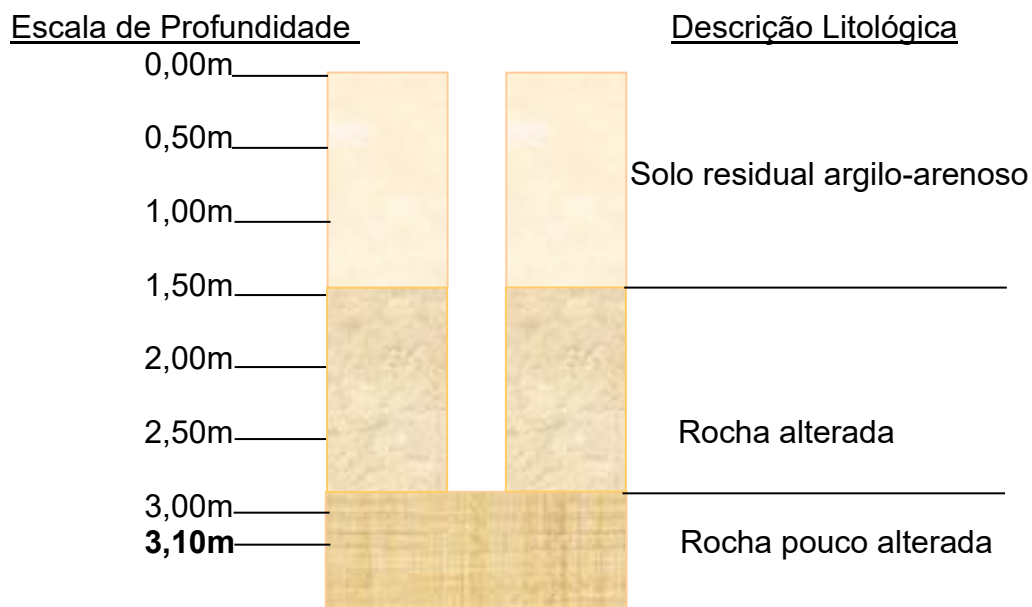 Escala de Profundidade
Descrição Litológica
0,00m
0,50m
Solo residual argilo-arenoso
1,00m
1,50m
2,00m
2,50m
Rocha alterada
3,00m
3,10m
Rocha pouco alterada